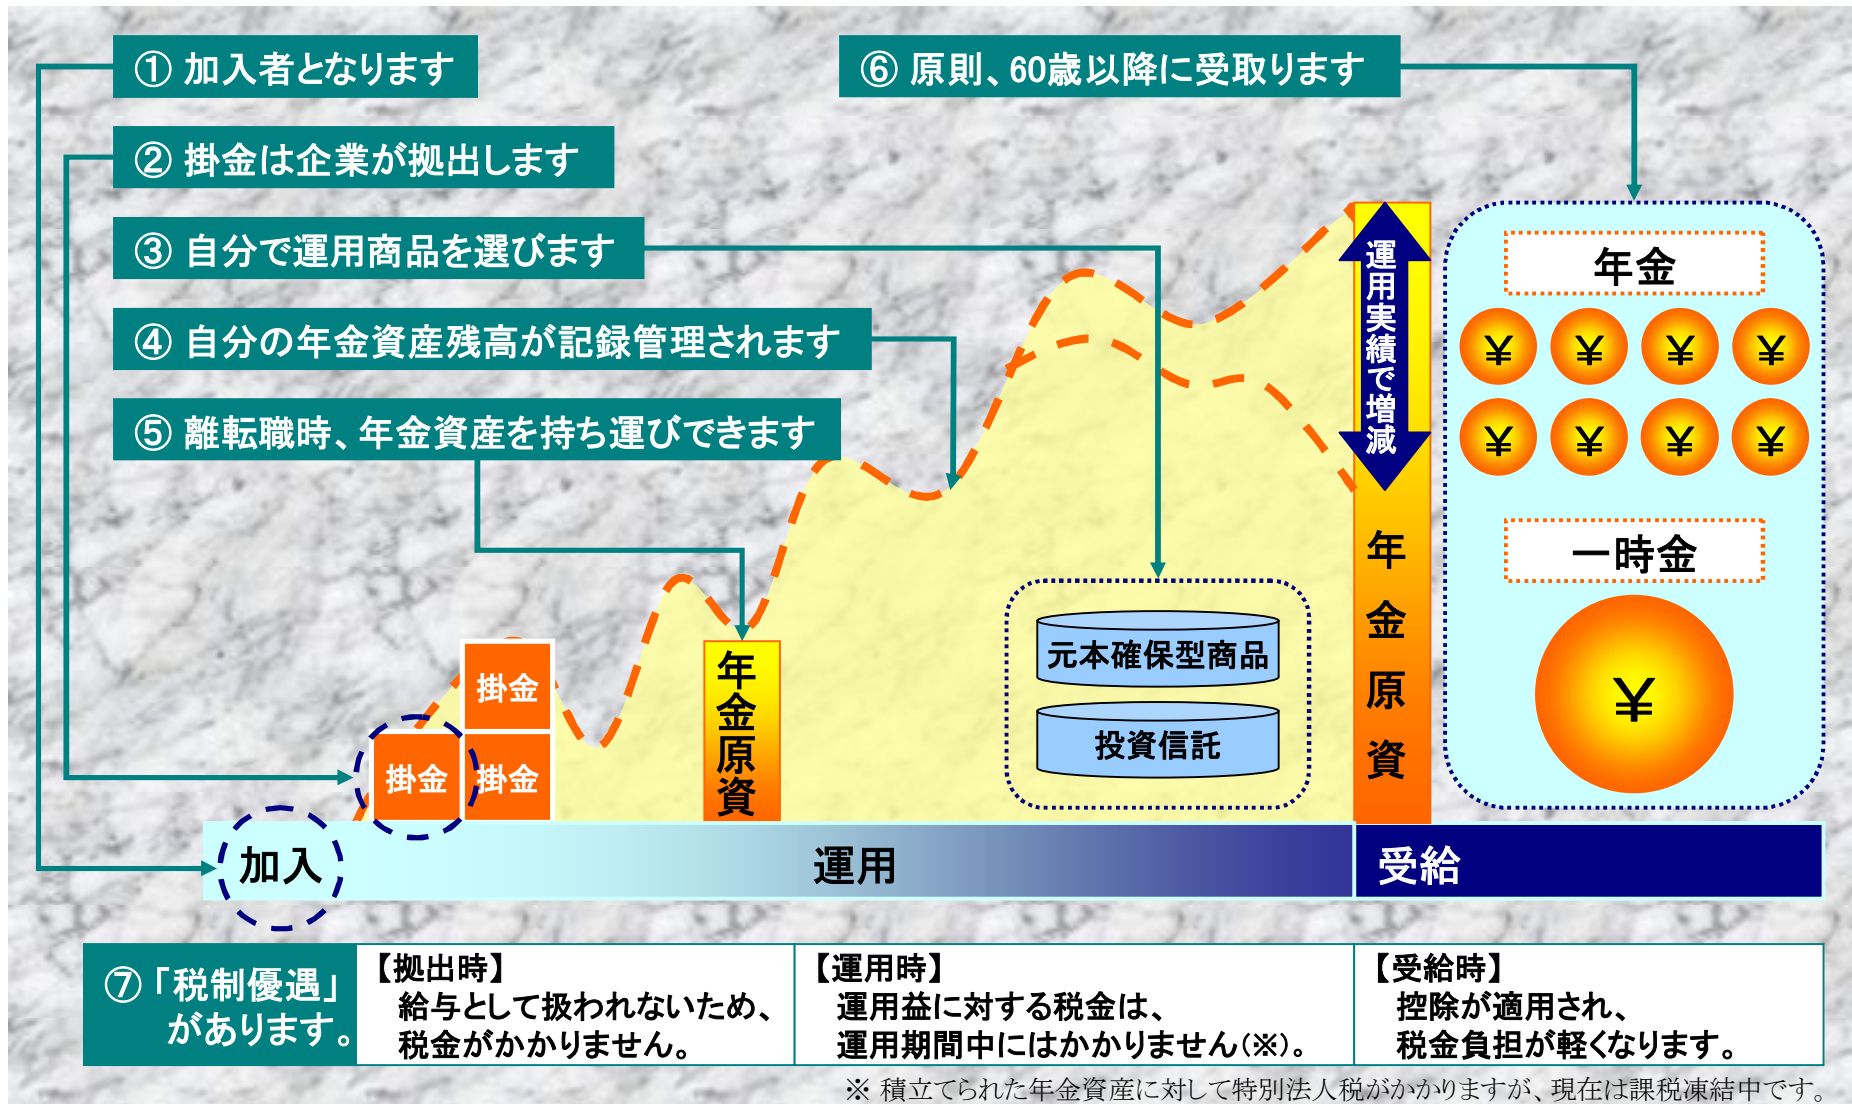 ① 加入者となります
② 掛金は企業が拠出します
③ 自分で運用商品を選びます
④ 自分の年金資産残高が記録管理されます
⑤ 離転職時、年金資産を持ち運びできます
⑥ 原則、60歳以降に受取ります
運用実績で増減
年金原資
年金
¥ ¥ ¥ ¥
¥ ¥ ¥ ¥
一時金
¥
元本確保型商品
投資信託
年金原資
掛金
掛金 掛金
加入
運用
受給
⑦「税制優遇」
があります。
【拠出時】
給与として扱われないため、
税金がかかりません。
【運用時】
運用益に対する税金は、
運用期間中にはかかりません(※)。
【受給時】
控除が適用され、
税金負担が軽くなります。
※ 積立てられた年金資産に対して特別法人税がかかりますが、現在は課税凍結中です。